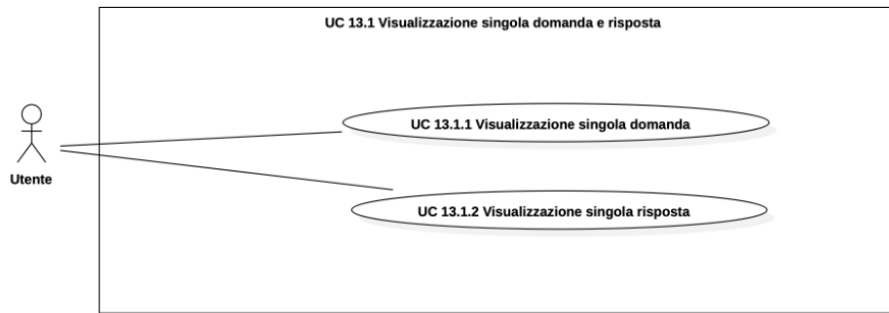 UC 13.1 Visualizzazione singola domanda e risposta
UC 13.1.1 Visualizzazione singola domanda
Utente
UC 13.1.2 Visualizzazione singola risposta